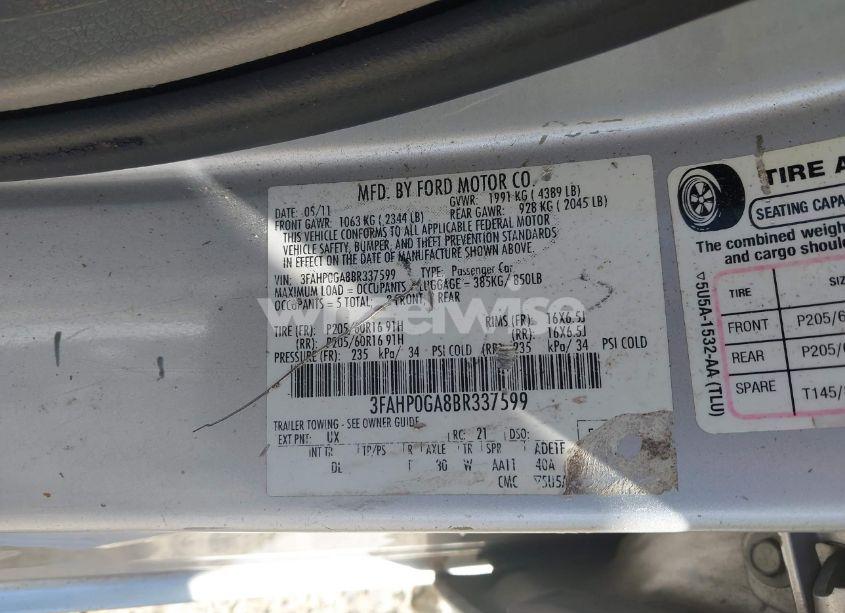 MFD. BY FORD MOTOR CO.
DATE: 05/11
GVWR: 1991 KG ( 4389 LB)
FRONT GAWR: 1063 KG ( 2344 LB)
REAR GAWR: 928 KG ( 2045 LB)
THIS VEHICLE CONFORMS TO ALL APPLICABLE FEDERAL MOTOR
VEHICLE SAFETY, BUMPER, AND THEFT PREVENTION STANDARDS
IN EFFECT ON THE DATE OF MANUFACTURE SHOWN ABOVE.
VIN: 3FAHP0GA8BR337599
TYPE: Passenger Car
MAXIMUM LOAD = OCCUPANTS LUGGAGE = 385KG/ 850LB
OCCUPANTS = 5 TOTAL: FRONT REAR
wheelwise
TIRE (FR): P205/60R16 91H RIMS (FR): 16X6.5J
(RR): P205/60R16 91H (RR): 16X6.5J
PRESSURE (FR): 235 kPa/ 34 PSI COLD (RR): 235 kPa/ 34 PSI COLD
3FAHP0GA8BR337599
TRAILER TOWING - SEE OWNER GUIDE
EXT PNT: UX RC: 21 DSO:
INT TR TP/PS R AXLE TR SPR
DL 30 W AA11 40A
CMC ▽5U5A
TIRE A
SEATING CAPA
The combined weigh
and cargo shoul
TIRE SI
FRONT P205/6
REAR P205/6
SPARE T145/
▽5U5A-1532-AA (TLU)